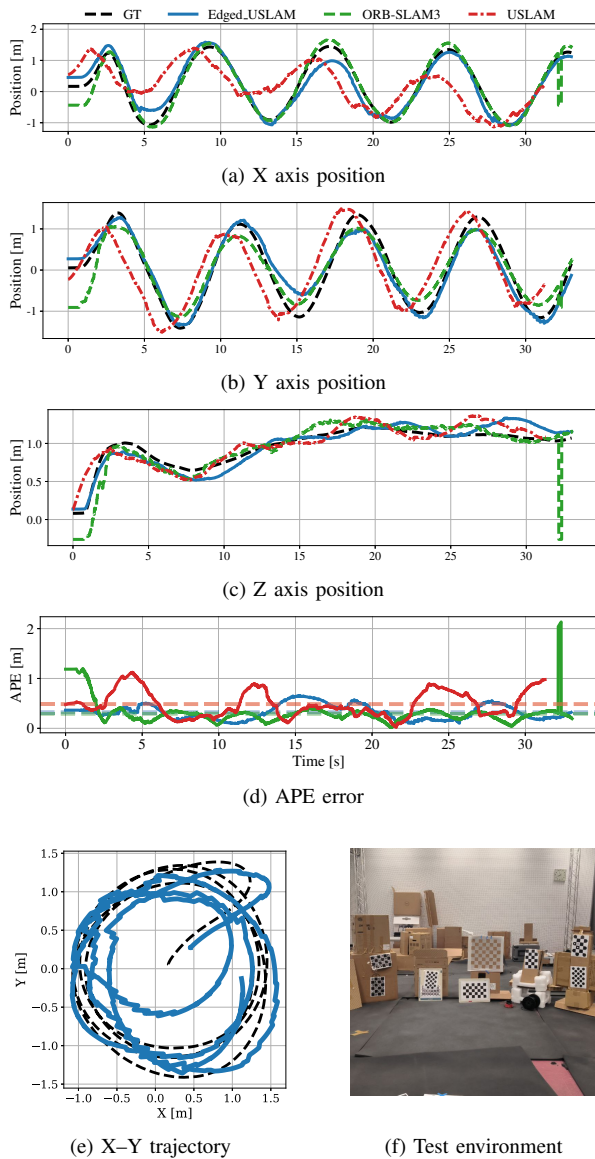 GT Edged_USLAM ORB-SLAM3 USLAM
Position [m]
2
1
0
-1
0 5 10 15 20 25 30
(a) X axis position
Position [m]
1
0
-1
0 5 10 15 20 25 30
(b) Y axis position
Position [m]
1.0
0.5
0.0
0 5 10 15 20 25 30
(c) Z axis position
APE [m]
2
1
0
0 5 10 15 20 25 30
Time [s]
(d) APE error
Y [m]
1.5
1.0
0.5
0.0
−0.5
−1.0
−1.5
−1.0 −0.5 0.0 0.5 1.0 1.5
X [m]
(e) X–Y trajectory
(f) Test environment